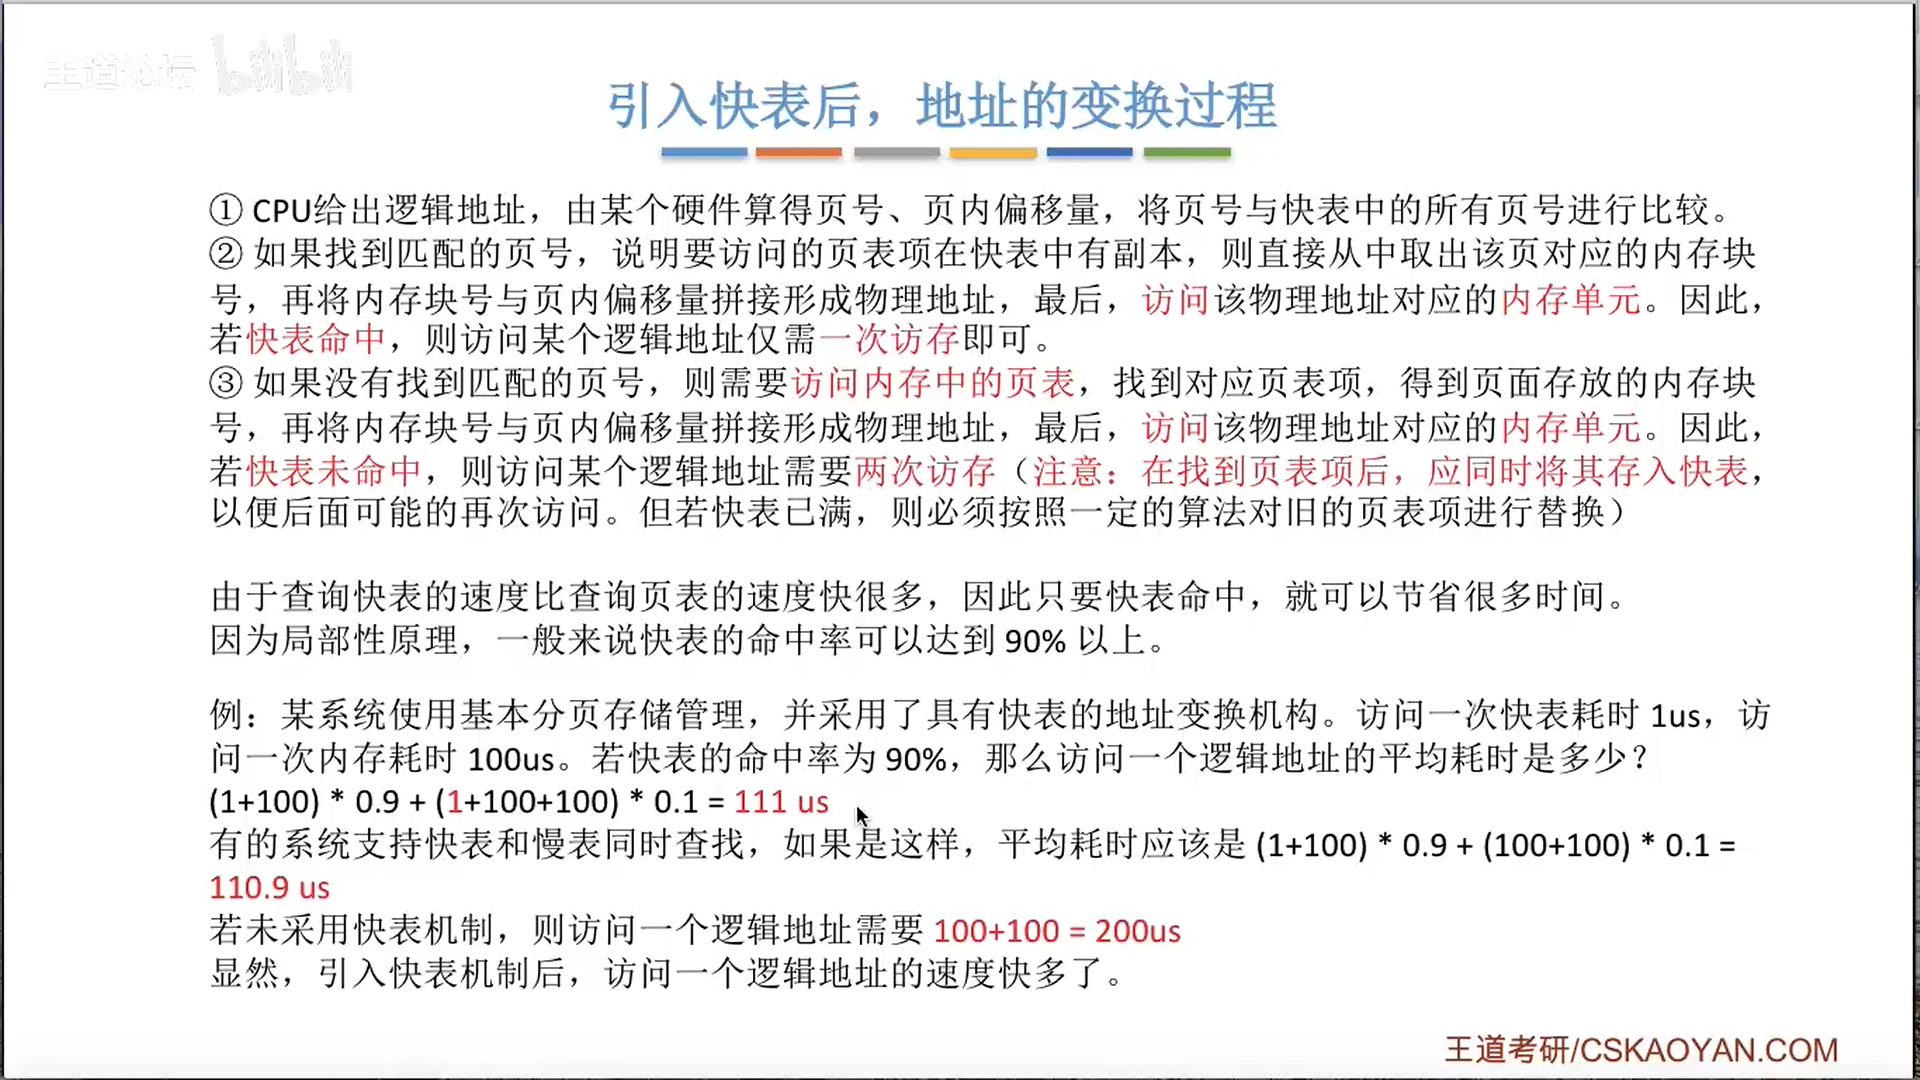 王道论坛 bilibili
引入快表后，地址的变换过程
① CPU给出逻辑地址，由某个硬件算得页号、页内偏移量，将页号与快表中的所有页号进行比较。
② 如果找到匹配的页号，说明要访问的页表项在快表中有副本，则直接从中取出该页对应的内存块
号，再将内存块号与页内偏移量拼接形成物理地址，最后，访问该物理地址对应的内存单元。因此，
若快表命中，则访问某个逻辑地址仅需一次访存即可。
③ 如果没有找到匹配的页号，则需要访问内存中的页表，找到对应页表项，得到页面存放的内存块
号，再将内存块号与页内偏移量拼接形成物理地址，最后，访问该物理地址对应的内存单元。因此，
若快表未命中，则访问某个逻辑地址需要两次访存（注意：在找到页表项后，应同时将其存入快表，
以便后面可能的再次访问。但若快表已满，则必须按照一定的算法对旧的页表项进行替换）
由于查询快表的速度比查询页表的速度快很多，因此只要快表命中，就可以节省很多时间。
因为局部性原理，一般来说快表的命中率可以达到 90% 以上。
例：某系统使用基本分页存储管理，并采用了具有快表的地址变换机构。访问一次快表耗时 1us，访
问一次内存耗时 100us。若快表的命中率为 90%，那么访问一个逻辑地址的平均耗时是多少？
(1+100) * 0.9 + (1+100+100) * 0.1 = 111 us
有的系统支持快表和慢表同时查找，如果是这样，平均耗时应该是 (1+100) * 0.9 + (100+100) * 0.1 =
110.9 us
若未采用快表机制，则访问一个逻辑地址需要 100+100 = 200us
显然，引入快表机制后，访问一个逻辑地址的速度快多了。
王道考研/CSKAOYAN.COM